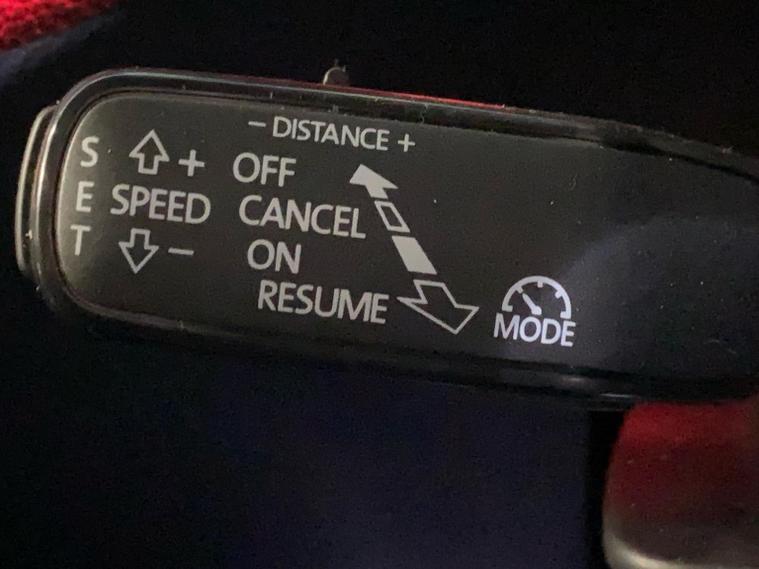 − DISTANCE +
S
E
T
+ OFF
SPEED CANCEL
− ON
RESUME
MODE